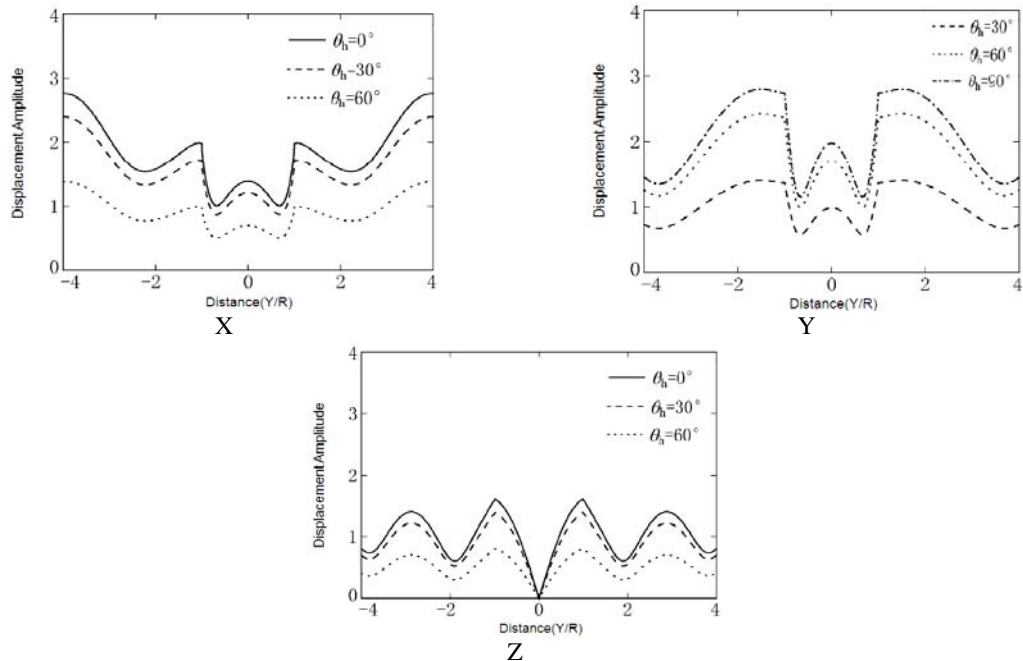 4
3
2
1
0
Displacement Amplitude
θh=0°
θh-30°
θh=60°
-4
-2
0
2
4
Distance(Y/R)
X
4
3
2
1
0
Displacement Amplitude
θh=30°
θh=60°
θh=90°
-4
-2
0
2
4
Distance(Y/R)
Y
4
3
2
1
0
Displacement Amplitude
θh=0°
θh=30°
θh=60°
-4
-2
0
2
4
Distance(Y/R)
Z